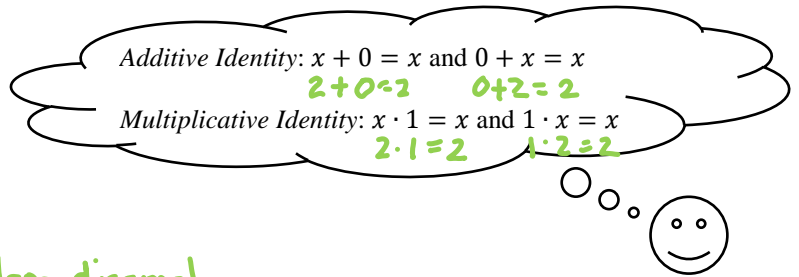 Additive Identity: x + 0 = x and 0 + x = x
2+0=2 0+2=2
Multiplicative Identity: x · 1 = x and 1 · x = x
2·1=2 1·2=2